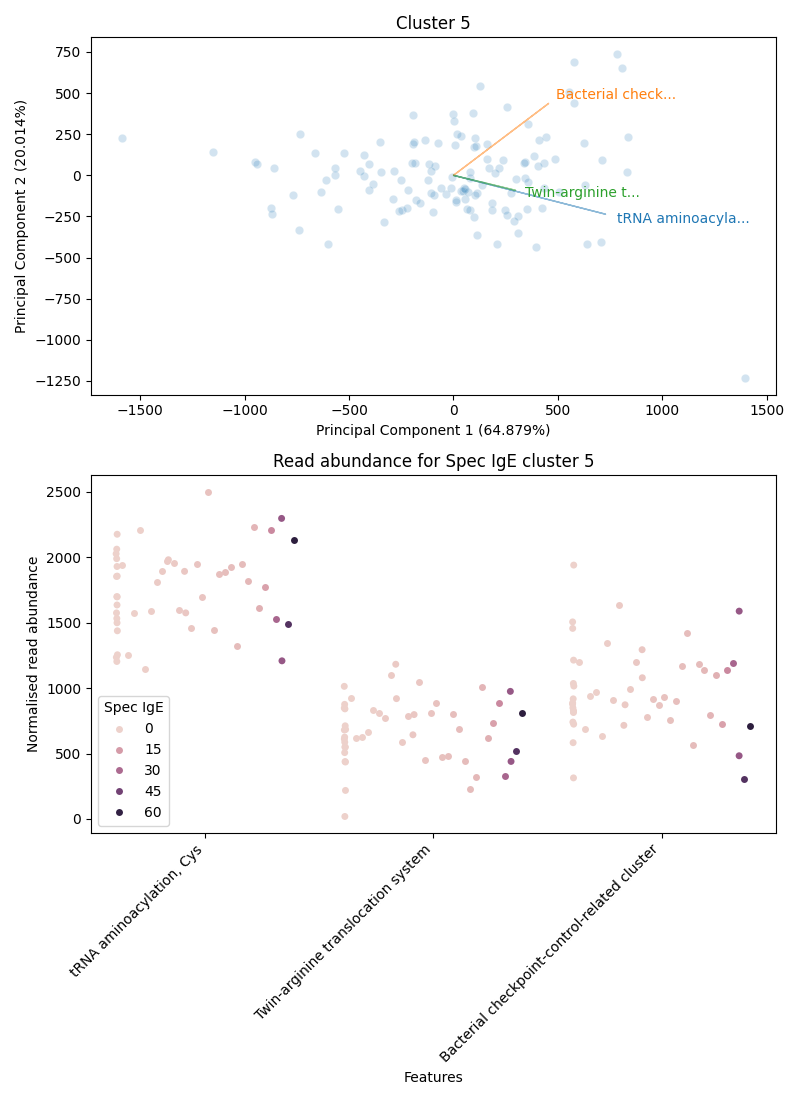 Cluster 5
Principal Component 2 (20.014%)
750
500
250
0
−250
−500
−750
−1000
−1250
Bacterial check...
Twin-arginine t...
tRNA aminoacyla...
−1500
−1000
−500
0
500
1000
1500
Principal Component 1 (64.879%)
Read abundance for Spec IgE cluster 5
Normalised read abundance
2500
2000
1500
1000
500
0
Spec IgE
0
15
30
45
60
tRNA aminoacylation, Cys
Twin-arginine translocation system
Bacterial checkpoint-control-related cluster
Features